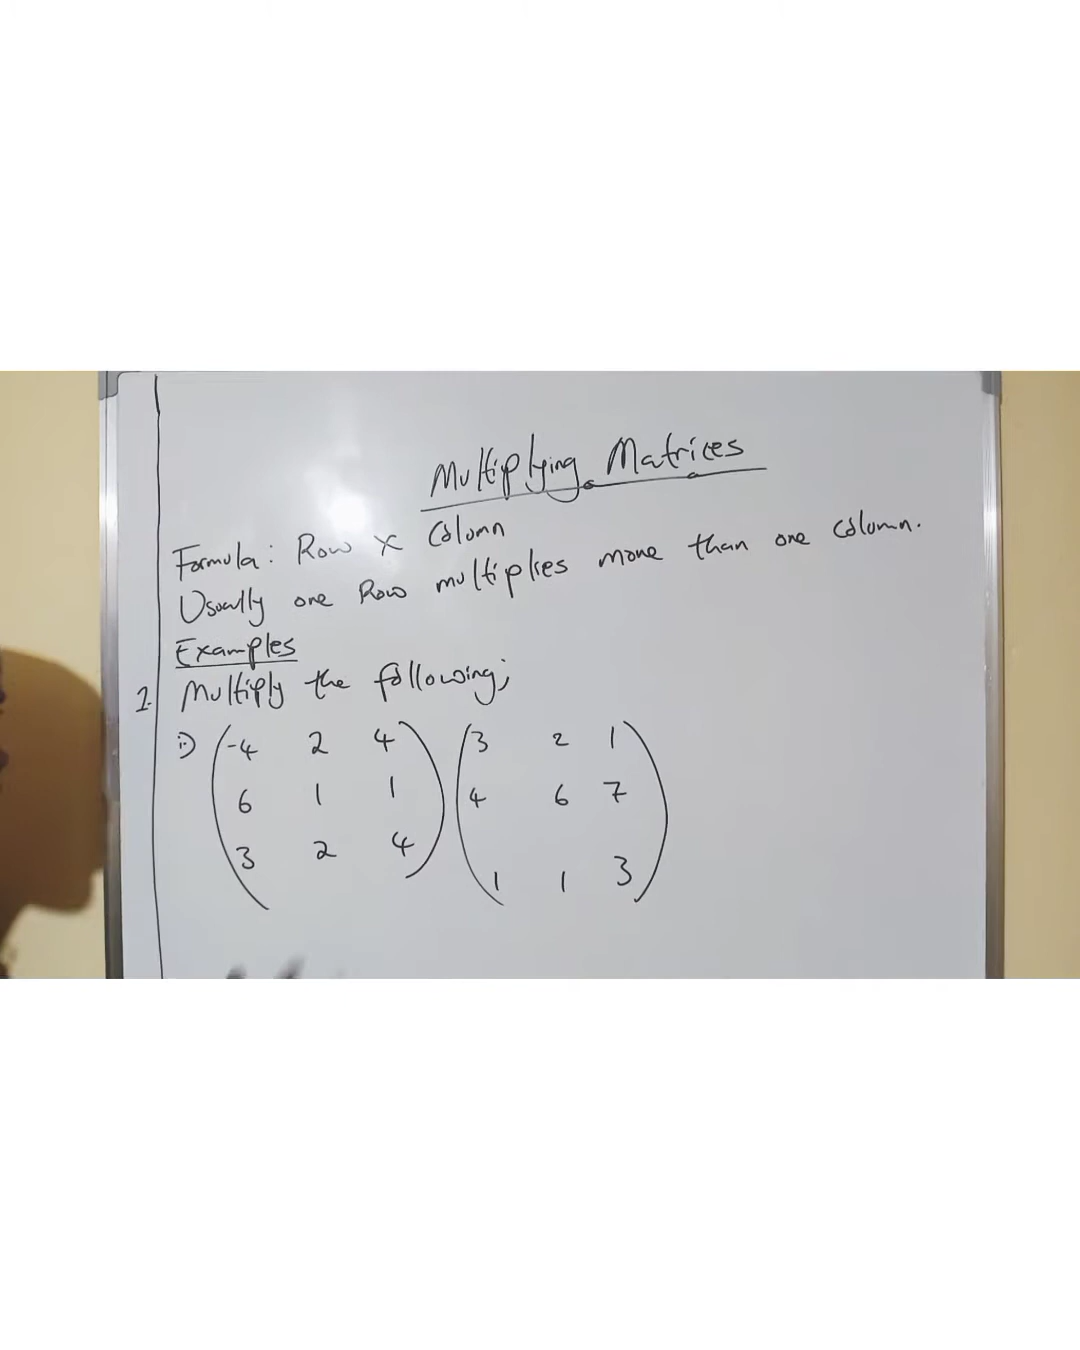 Multiplying Matrices
Formula: Row × Column
Usually one Row multiplies more than one column.
Examples
1. Multiply the following;
i) (-4 2 4) (3 2 1)
6 1 1 4 6 7
3 2 4 1 1 3